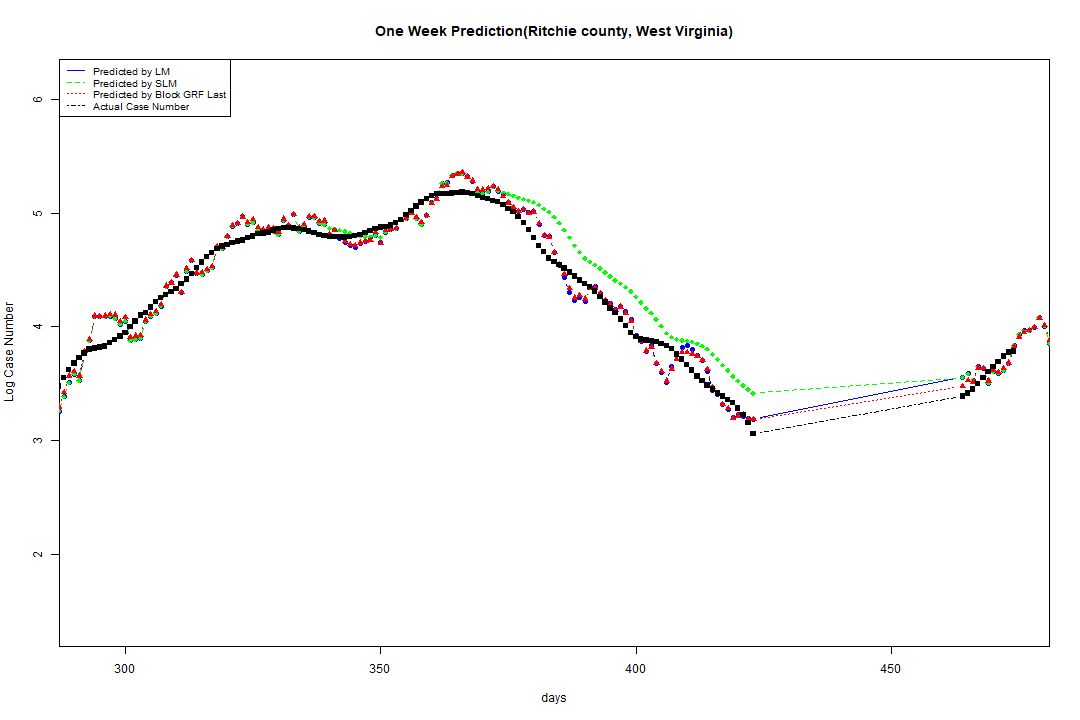 One Week Prediction(Ritchie county, West Virginia)
Predicted by LM
Predicted by SLM
Predicted by Block GRF Last
Actual Case Number
6
5
4
3
2
Log Case Number
300 350 400 450
days